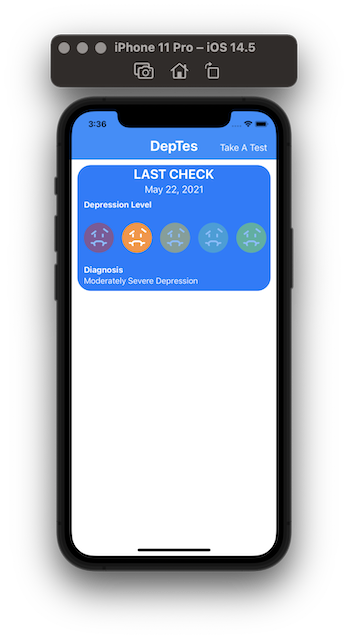 iPhone 11 Pro – iOS 14.5
3:36
DepTes
Take A Test
LAST CHECK
May 22, 2021
Depression Level
Diagnosis
Moderately Severe Depression